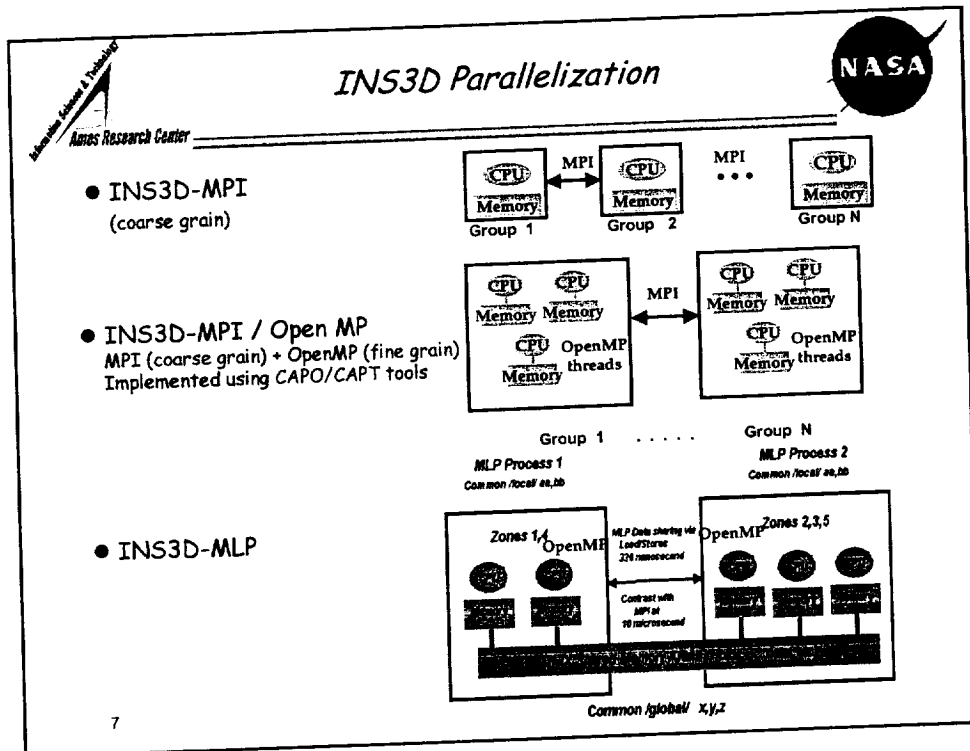 INS3D Parallelization
NASA
Information Sciences & Technology
Ames Research Center
● INS3D-MPI
(coarse grain)
CPU MPI CPU MPI CPU
Memory Memory • • • Memory
Group 1 Group 2 Group N
● INS3D-MPI / Open MP
MPI (coarse grain) + OpenMP (fine grain)
Implemented using CAPO/CAPT tools
CPU CPU CPU CPU
Memory Memory MPI Memory Memory
CPU OpenMP CPU OpenMP
Memory threads Memory threads
Group 1 . . . . . Group N
MLP Process 1 MLP Process 2
Common /local/ aa,bb Common /local/ aa,bb
● INS3D-MLP
Zones 1,4 OpenMP
MLP Data sharing via
Load/Stores
Contrast with
MPI at
10 microsecond
OpenMP Zones 2,3,5
Common /global/ x,y,z
7